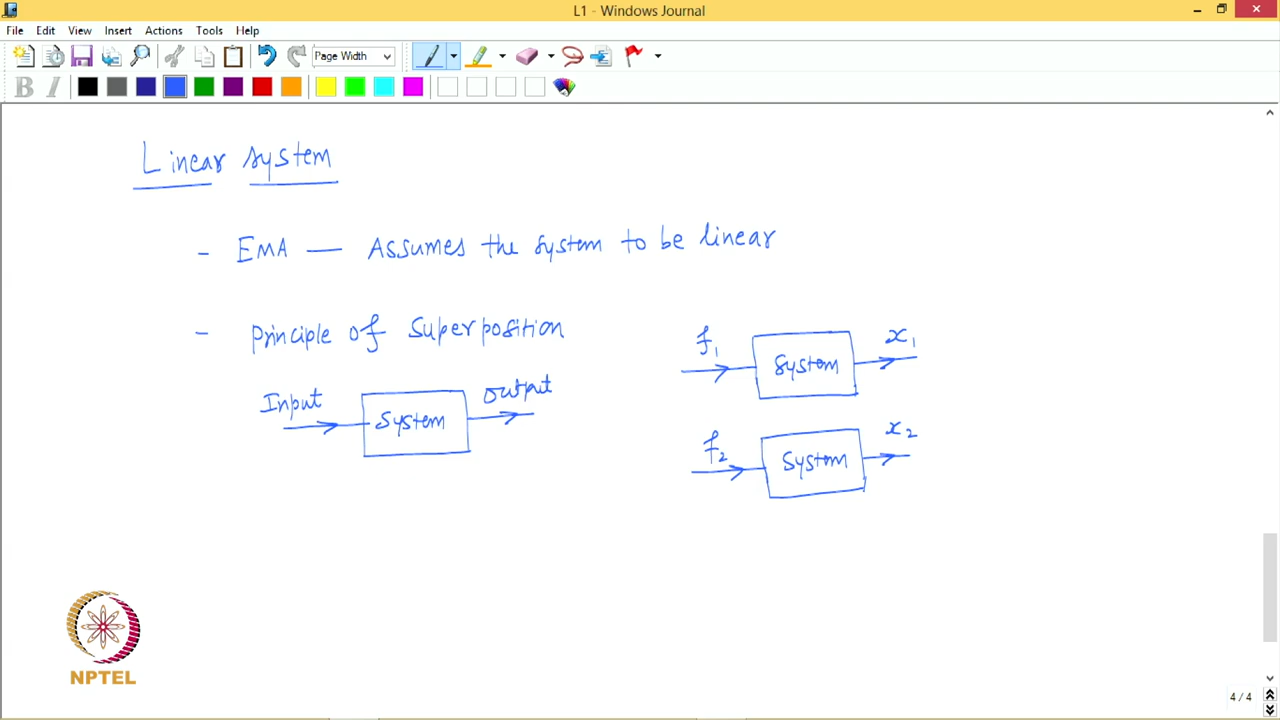 L1 - Windows Journal
File Edit View Insert Actions Tools Help
Page Width
B I
Linear system
- EMA — Assumes the system to be linear
- Principle of Superposition
Input System output
f1 System x1
f2 System x2
NPTEL
4 / 4